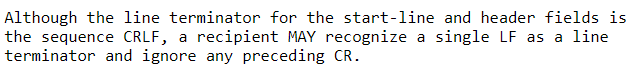 Although the line terminator for the start-line and header fields is
the sequence CRLF, a recipient MAY recognize a single LF as a line
terminator and ignore any preceding CR.